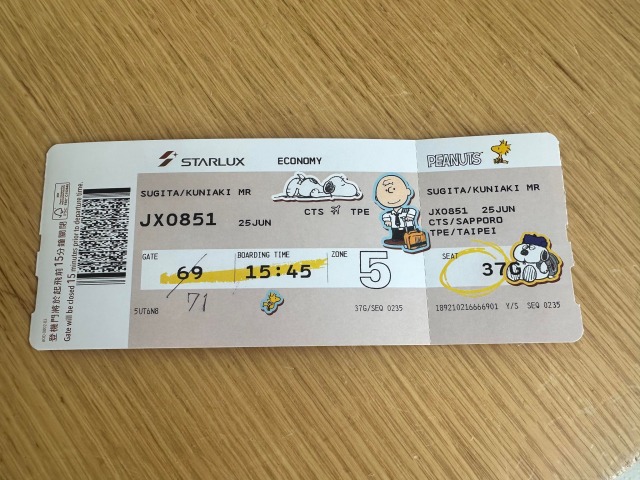 STARLUX ECONOMY
SUGITA/KUNIAKI MR
CTS TPE
JX0851 25JUN
GATE BOARDING TIME ZONE
69 15:45 5
71
5UT6N8 37G/SEQ 0235
PEANUTS
SUGITA/KUNIAKI MR
JX0851 25JUN
CTS/SAPPORO
TPE/TAIPEI
SEAT
37G
189210216666901 Y/S SEQ 0235
登機門將於起飛前15分鐘關閉
Gate will be closed 15 minutes prior to departure time.